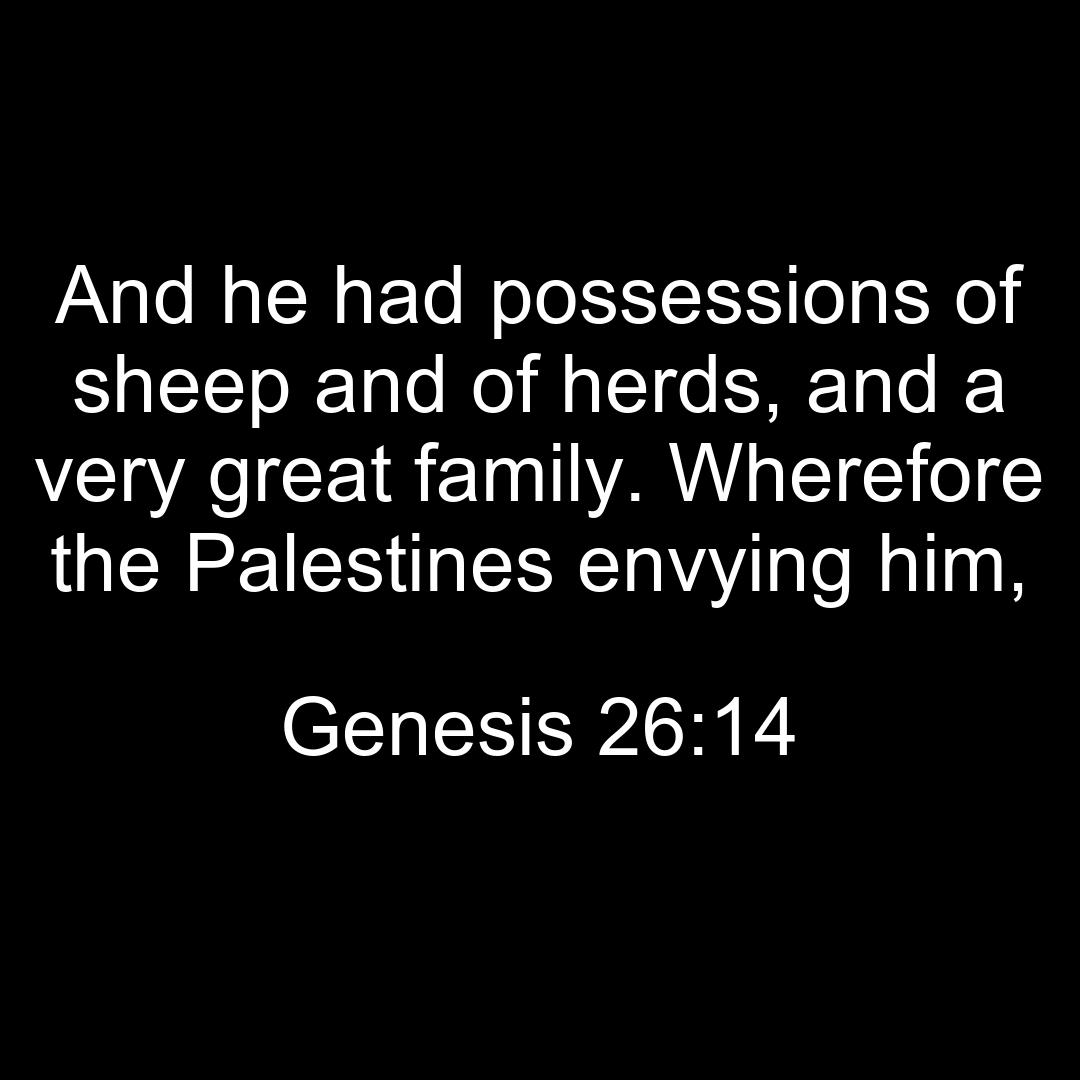 And he had possessions of
sheep and of herds, and a
very great family. Wherefore
the Palestines envying him,
Genesis 26:14